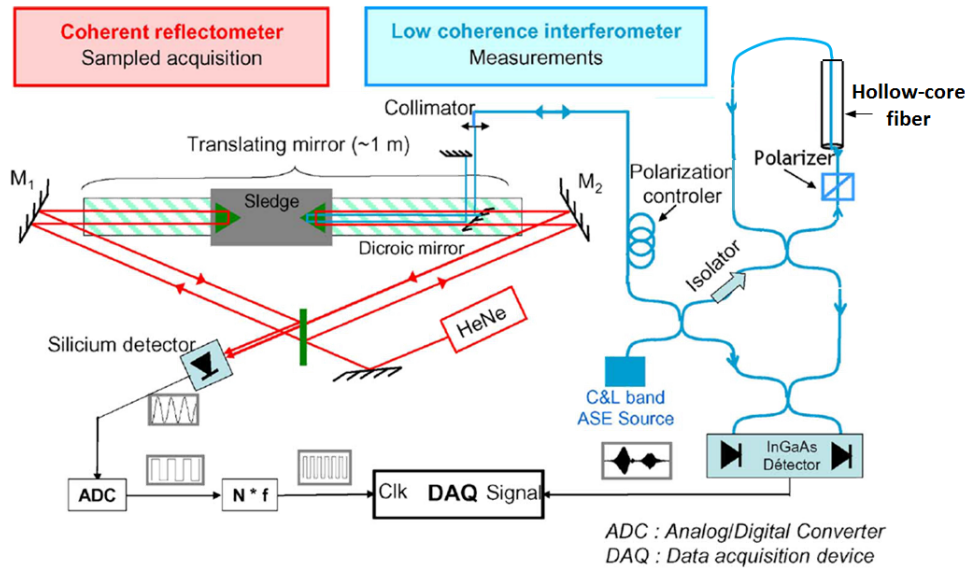 Coherent reflectometer
Sampled acquisition
Low coherence interferometer
Measurements
Hollow-core
fiber
Collimator
Translating mirror (~1 m)
Polarizer
M1
M2
Polarization
controler
Sledge
Dicroic mirror
Isolator
HeNe
Silicium detector
C&L band
ASE Source
InGaAs
Détector
ADC
N * f
Clk DAQ Signal
ADC : Analog/Digital Converter
DAQ : Data acquisition device